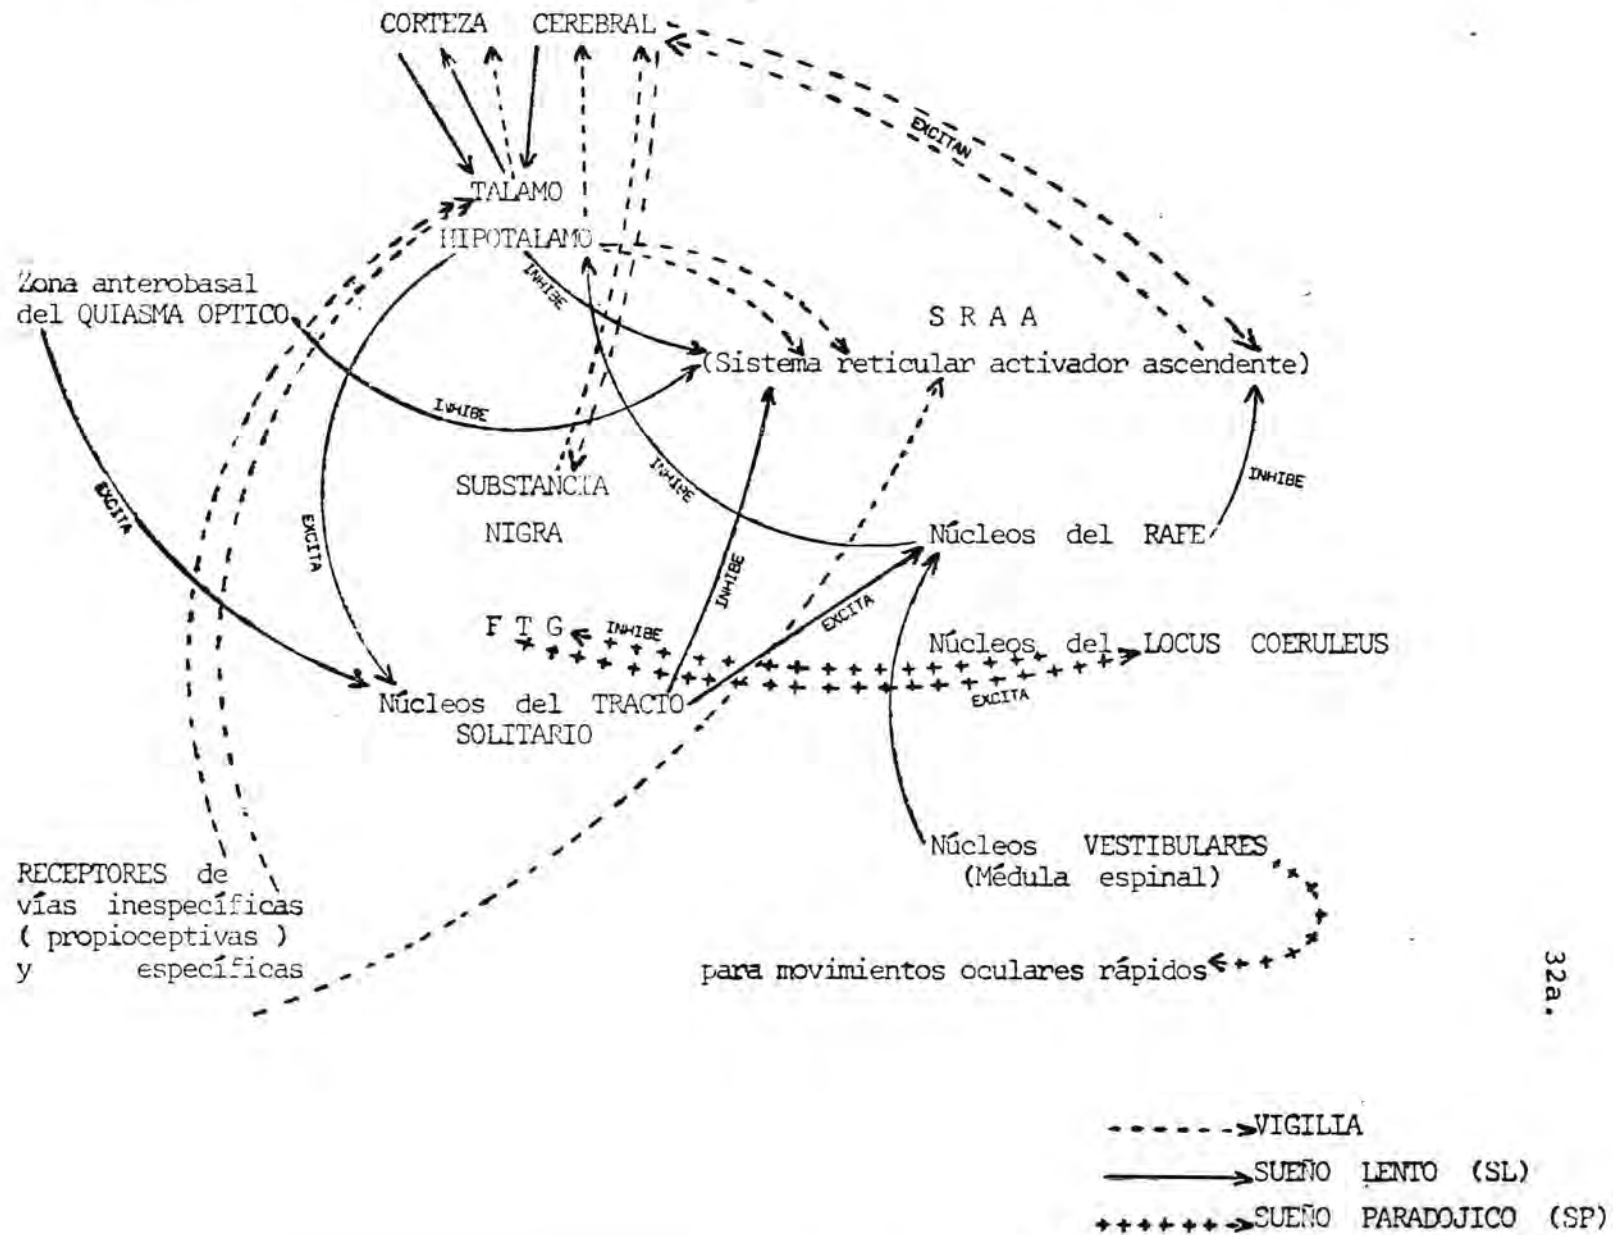 CORTEZA CEREBRAL
EXCITAN
TALAMO
HIPOTALAMO
INHIBE
Zona anterobasal
del QUIASMA OPTICO
S R A A
(Sistema reticular activador ascendente)
INHIBE
EXCITA
EXCITA
SUBSTANCIA
NIGRA
INHIBE
INHIBE
INHIBE
Núcleos del RAFE
EXCITA
F T G
INHIBE
Núcleos del LOCUS COERULEUS
EXCITA
Núcleos del TRACTO
SOLITARIO
Núcleos VESTIBULARES
(Médula espinal)
RECEPTORES de
vías inespecíficas
( propioceptivas )
y específicas
para movimientos oculares rápidos
32a.
VIGILIA
SUEÑO LENTO (SL)
SUEÑO PARADOJICO (SP)